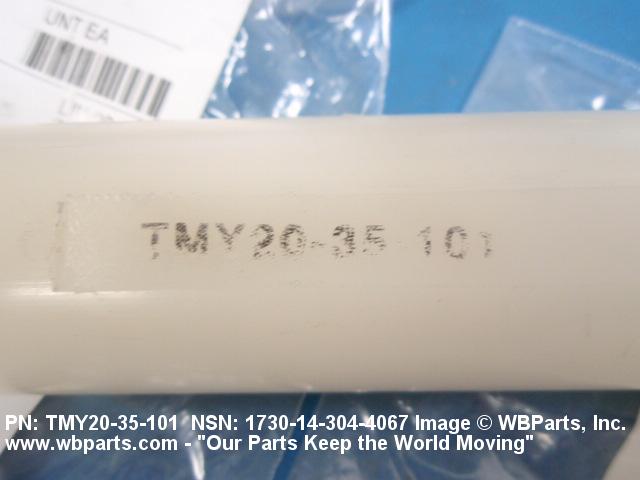 UNT EA
TMY20-35-101
PN: TMY20-35-101 NSN: 1730-14-304-4067 Image © WBParts, Inc.
www.wbparts.com - "Our Parts Keep the World Moving"